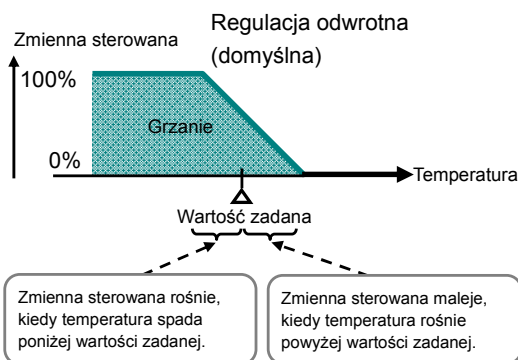 Regulacja odwrotna
(domyślna)
Zmienna sterowana
100%
Grzanie
0%
Temperatura
Wartość zadana
Zmienna sterowana rośnie,
kiedy temperatura spada
poniżej wartości zadanej.
Zmienna sterowana maleje,
kiedy temperatura rośnie
powyżej wartości zadanej.